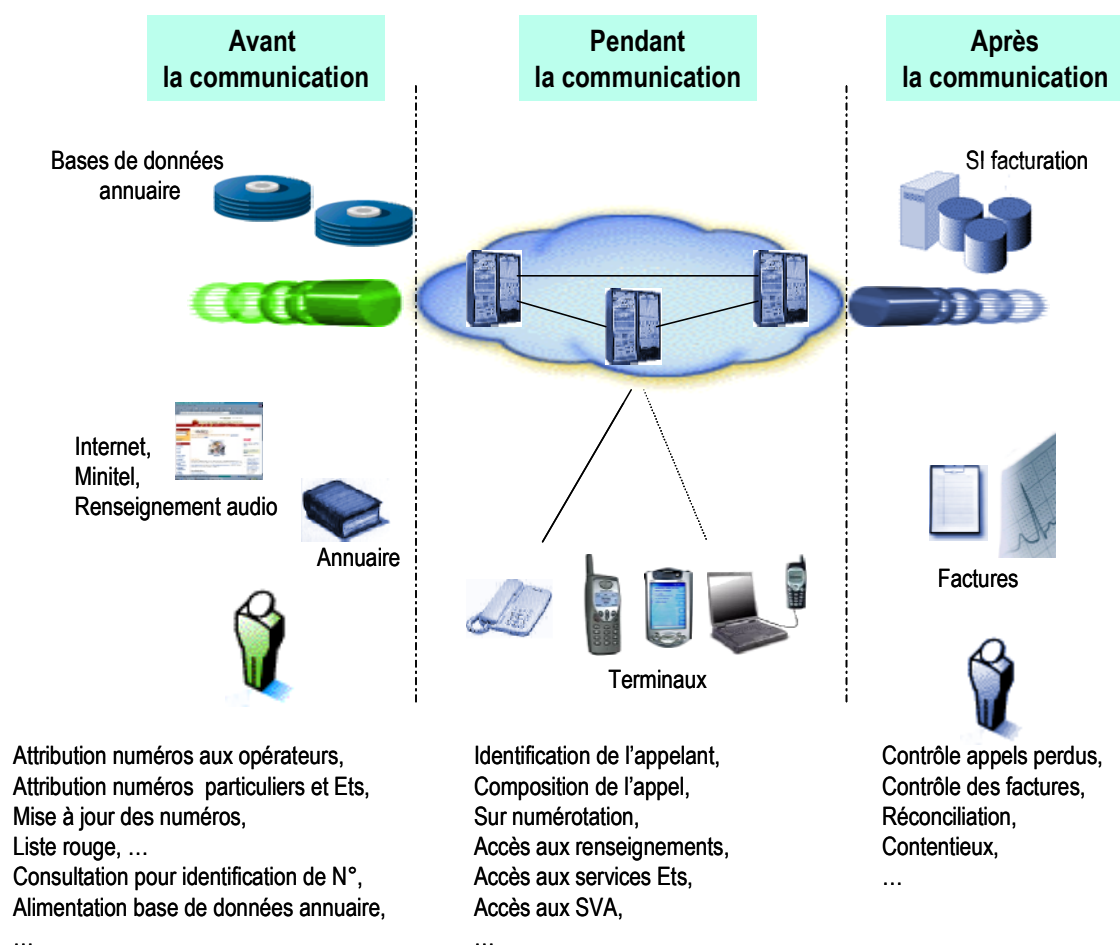 Avant
la communication
Pendant
la communication
Après
la communication
Bases de données
annuaire
SI facturation
Internet,
Minitel,
Renseignement audio
Annuaire
Factures
Terminaux
Attribution numéros aux opérateurs,
Attribution numéros particuliers et Ets,
Mise à jour des numéros,
Liste rouge, …
Consultation pour identification de N°,
Alimentation base de données annuaire,
…
Identification de l’appelant,
Composition de l’appel,
Sur numérotation,
Accès aux renseignements,
Accès aux services Ets,
Accès aux SVA,
…
Contrôle appels perdus,
Contrôle des factures,
Réconciliation,
Contentieux,
…